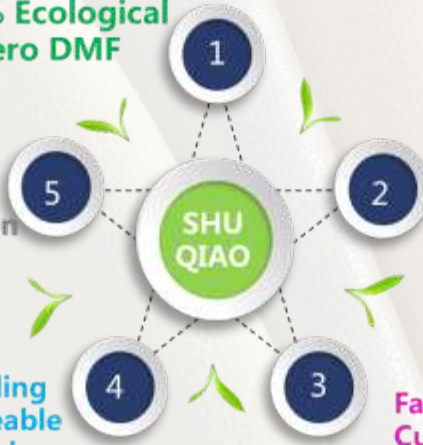 % Ecological
ero DMF
1
5
2
n
SHU
QIAO
4
3
ling
eable
Fa
Cu